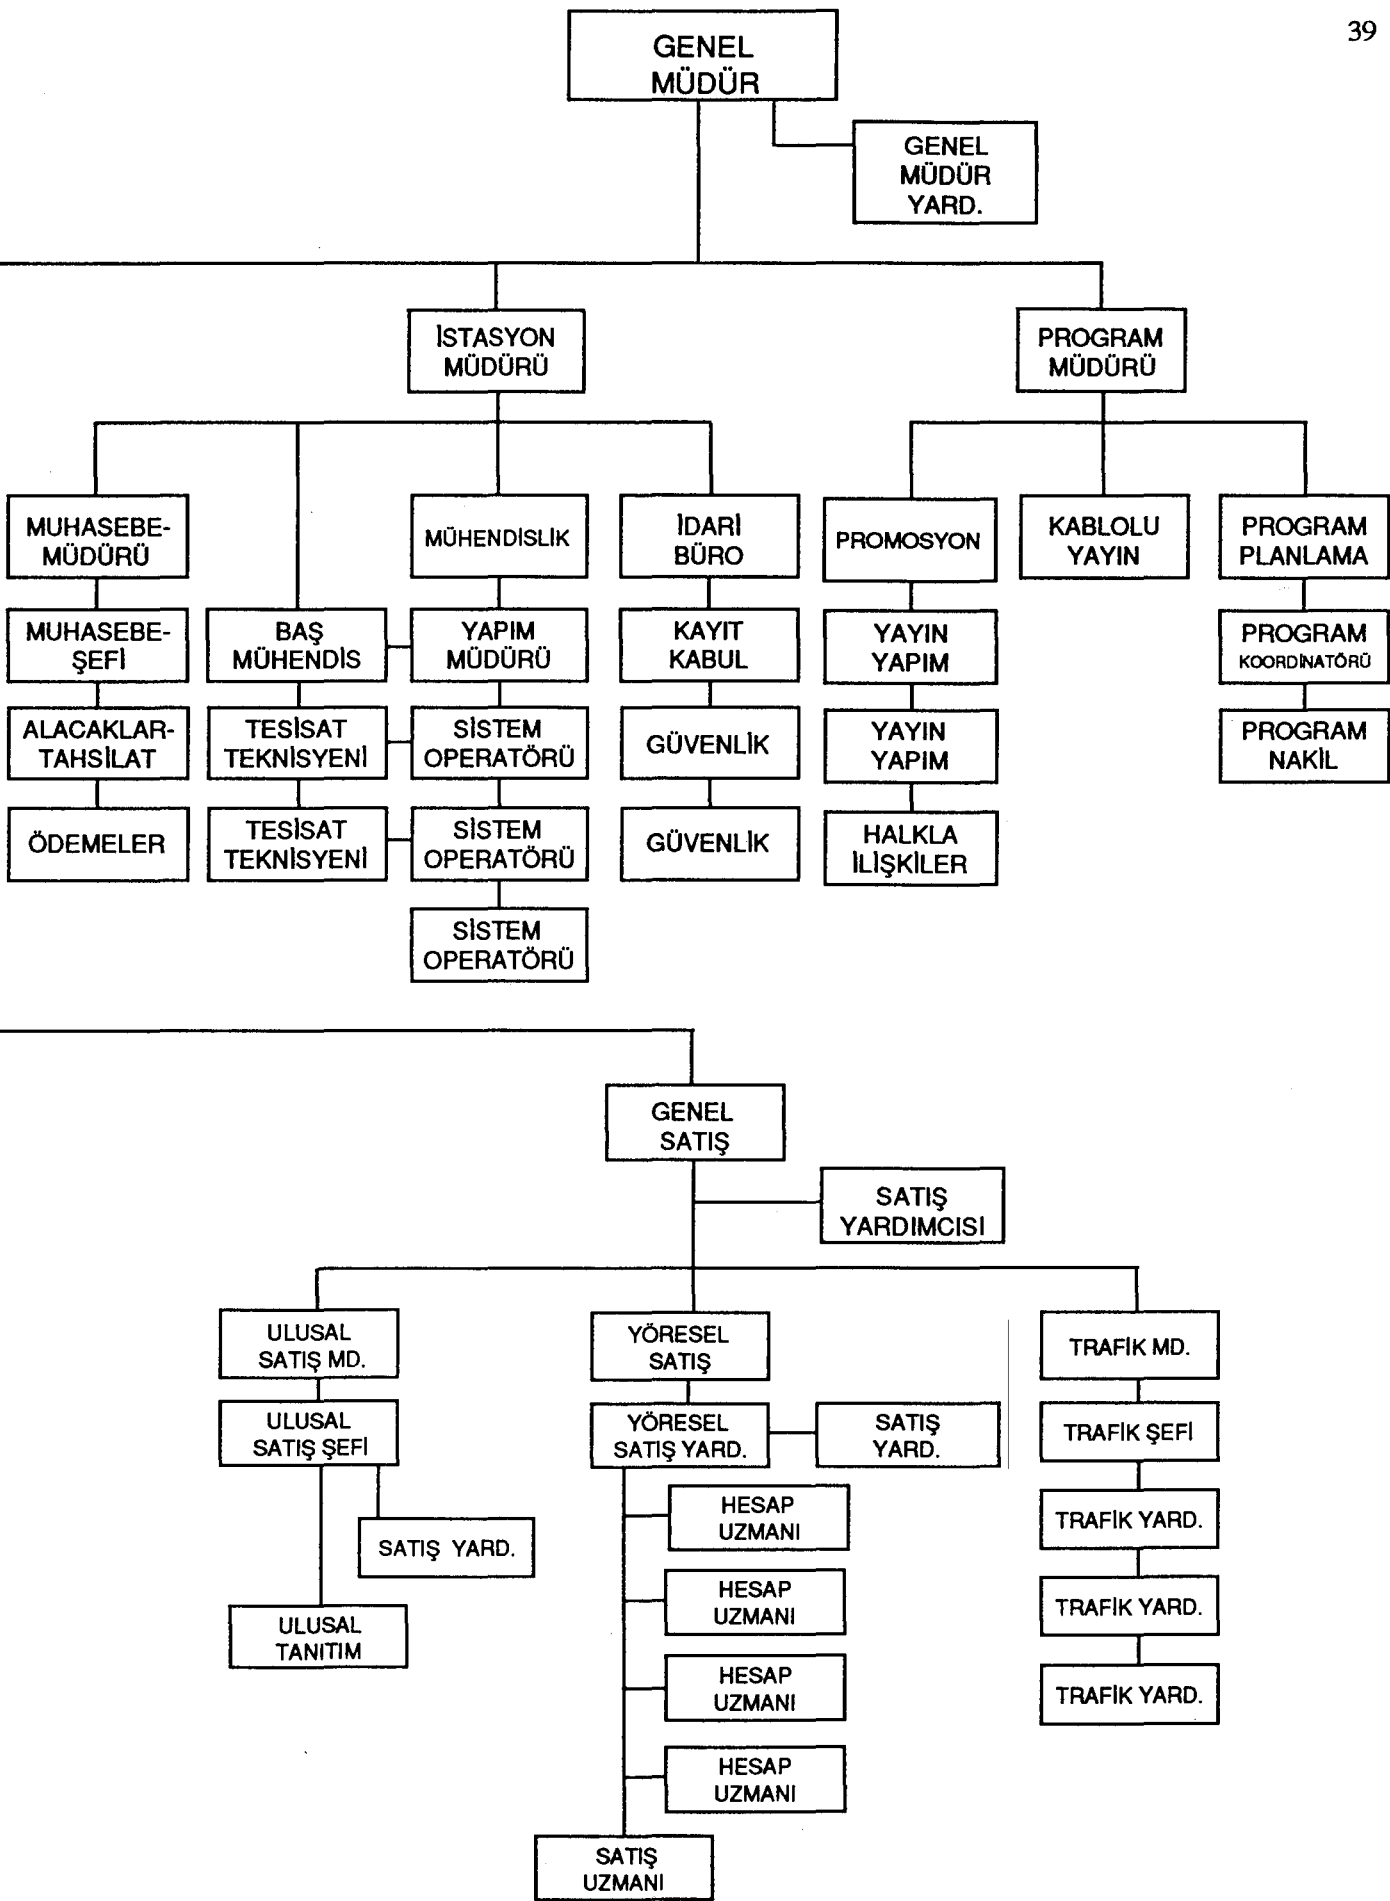 39
GENEL
MÜDÜR
GENEL
MÜDÜR
YARD.
İSTASYON
MÜDÜRÜ
PROGRAM
MÜDÜRÜ
MUHASEBE-
MÜDÜRÜ
MÜHENDİSLİK
İDARİ
BÜRO
PROMOSYON
KABLOLU
YAYIN
PROGRAM
PLANLAMA
MUHASEBE-
ŞEFİ
BAŞ
MÜHENDİS
YAPIM
MÜDÜRÜ
KAYIT
KABUL
YAYIN
YAPIM
PROGRAM
KOORDİNATÖRÜ
ALACAKLAR-
TAHSİLAT
TESİSAT
TEKNİSYENİ
SİSTEM
OPERATÖRÜ
GÜVENLİK
YAYIN
YAPIM
PROGRAM
NAKİL
ÖDEMELER
TESİSAT
TEKNİSYENİ
SİSTEM
OPERATÖRÜ
GÜVENLİK
HALKLA
İLİŞKİLER
SİSTEM
OPERATÖRÜ
GENEL
SATIŞ
SATIŞ
YARDIMCISI
ULUSAL
SATIŞ MD.
YÖRESEL
SATIŞ
TRAFİK MD.
ULUSAL
SATIŞ ŞEFİ
YÖRESEL
SATIŞ YARD.
SATIŞ
YARD.
TRAFİK ŞEFİ
HESAP
UZMANI
TRAFİK YARD.
SATIŞ YARD.
HESAP
UZMANI
TRAFİK YARD.
ULUSAL
TANITIM
HESAP
UZMANI
TRAFİK YARD.
HESAP
UZMANI
SATIŞ
UZMANI